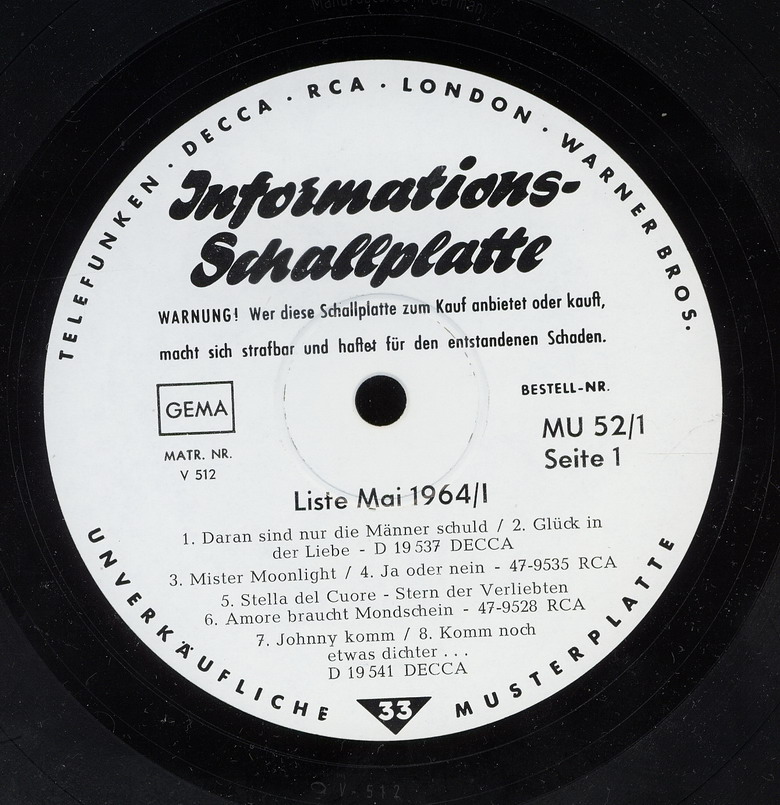 TELEFUNKEN · DECCA · RCA · LONDON · WARNER BROS.
Informations-
Schallplatte
WARNUNG! Wer diese Schallplatte zum Kauf anbietet oder kauft,
macht sich strafbar und haftet für den entstandenen Schaden.
GEMA
MATR. NR.
V 512
BESTELL-NR.
MU 52/1
Seite 1
Liste Mai 1964/I
1. Daran sind nur die Männer schuld / 2. Glück in
der Liebe - D 19 537 DECCA
3. Mister Moonlight / 4. Ja oder nein - 47-9535 RCA
5. Stella del Cuore - Stern der Verliebten
6. Amore braucht Mondschein - 47-9528 RCA
7. Johnny komm / 8. Komm noch
etwas dichter . . .
D 19 541 DECCA
UNVERKÄUFLICHE 33 MUSTERPLATTE
V-512